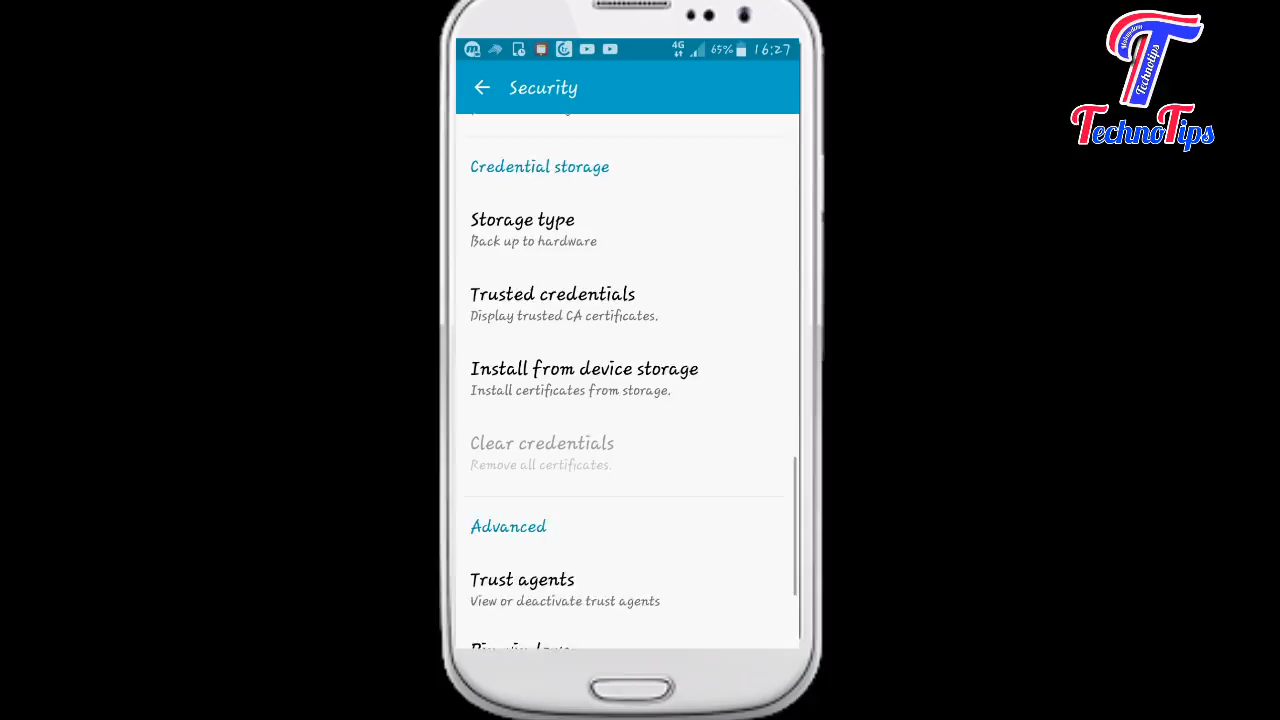 4G
65%
16:27
Security
Credential storage
Storage type
Back up to hardware
Trusted credentials
Display trusted CA certificates.
Install from device storage
Install certificates from storage.
Clear credentials
Remove all certificates.
Advanced
Trust agents
View or deactivate trust agents
Malayalam
Technotips
TechnoTips